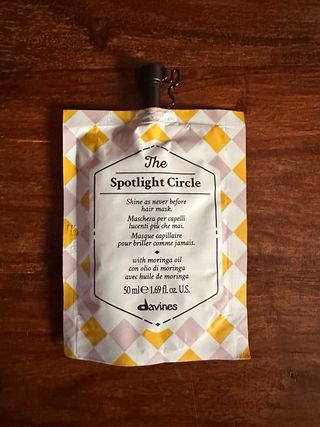 The
Spotlight Circle
Shine as never before
hair mask.
Maschera per capelli
lucenti più che mai.
Masque capillaire
pour briller comme jamais.
with moringa oil
con olio di moringa
avec huile de moringa
50 ml ℮ 1.69 fl. oz. U.S.
davines